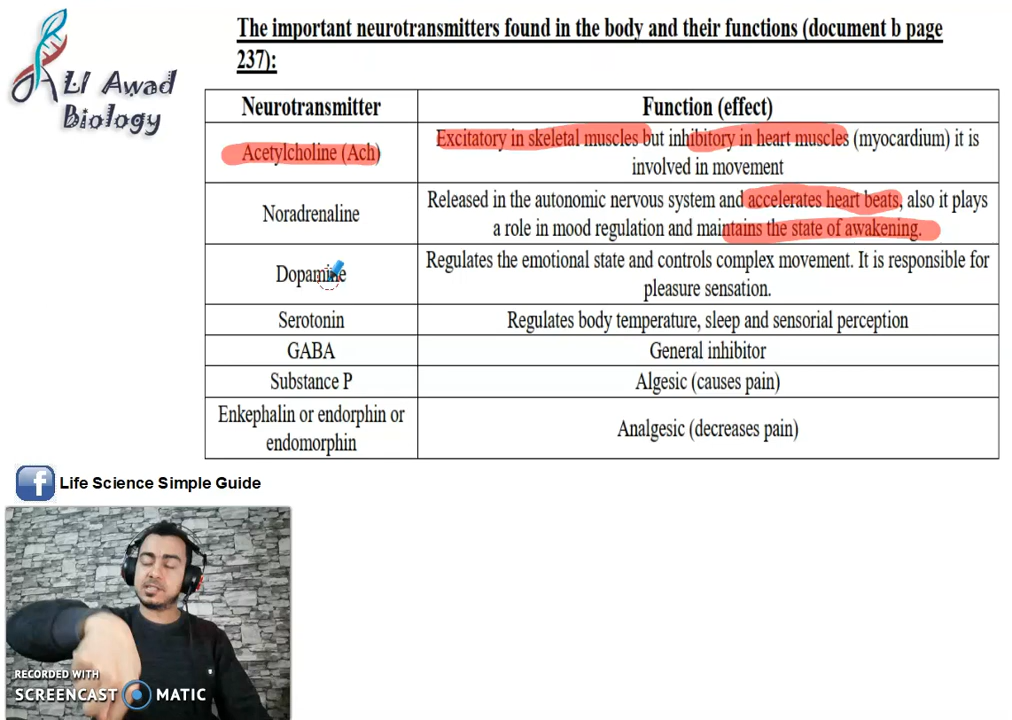 The important neurotransmitters found in the body and their functions (document b page
237):
ALI Awad
Biology
Neurotransmitter
Function (effect)
Acetylcholine (Ach)
Excitatory in skeletal muscles but inhibitory in heart muscles (myocardium) it is
involved in movement
Noradrenaline
Released in the autonomic nervous system and accelerates heart beats, also it plays
a role in mood regulation and maintains the state of awakening.
Dopamine
Regulates the emotional state and controls complex movement. It is responsible for
pleasure sensation.
Serotonin
Regulates body temperature, sleep and sensorial perception
GABA
General inhibitor
Substance P
Algesic (causes pain)
Enkephalin or endorphin or
endomorphin
Analgesic (decreases pain)
f Life Science Simple Guide
RECORDED WITH
SCREENCAST MATIC